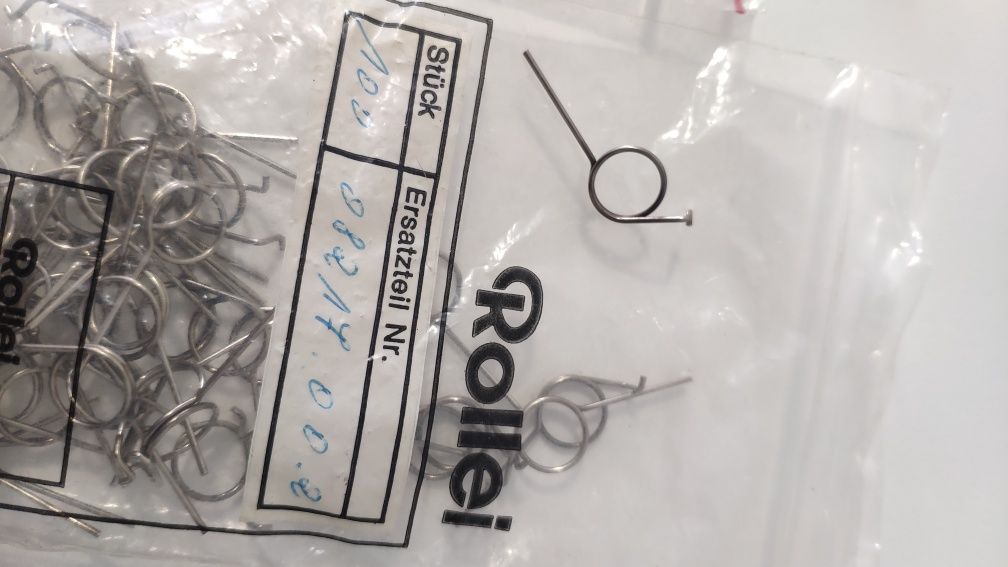 Stück Ersatzteil Nr.
100
Rollei
Rollei